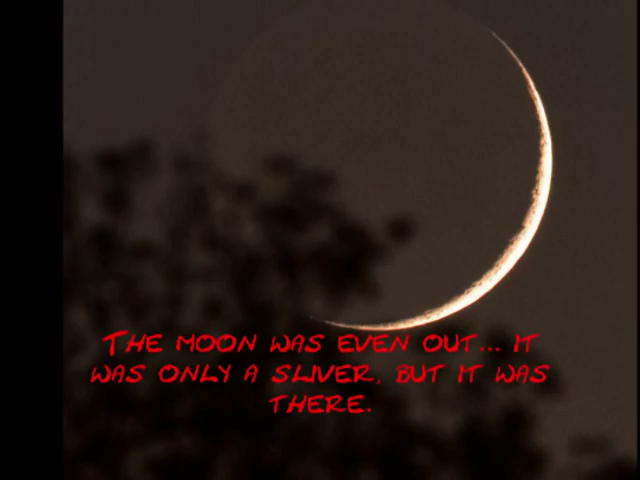 The moon was even out... it
was only a sliver, but it was
there.